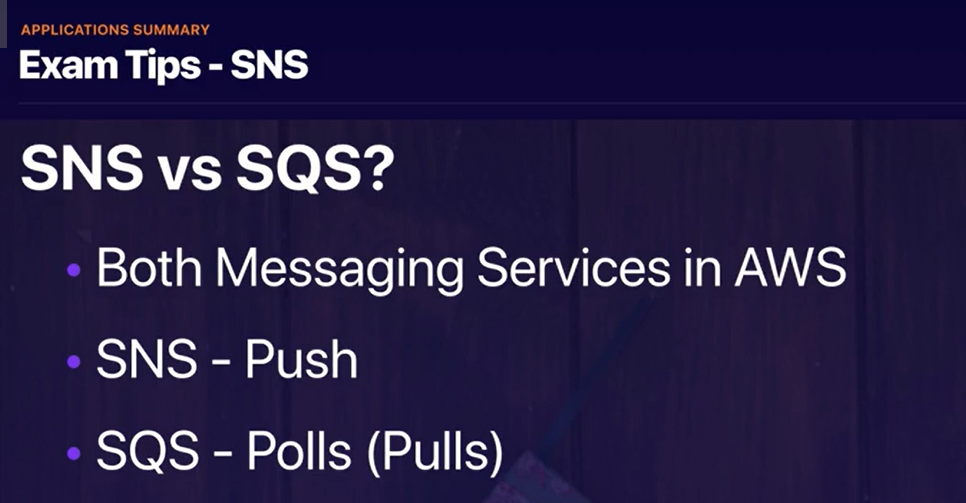 APPLICATIONS SUMMARY
Exam Tips - SNS
SNS vs SQS?
• Both Messaging Services in AWS
• SNS - Push
• SQS - Polls (Pulls)